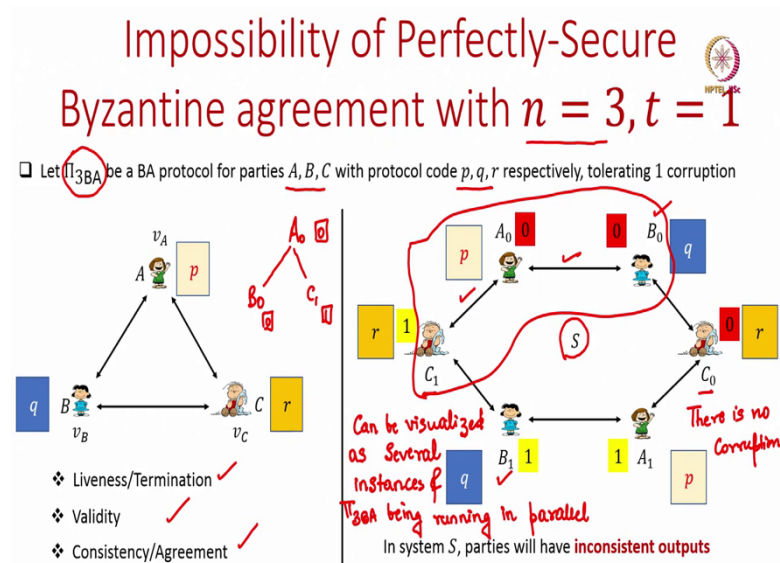 Impossibility of Perfectly-Secure
Byzantine agreement with n = 3, t = 1
NPTEL
❑ Let Π3BA be a BA protocol for parties A, B, C with protocol code p, q, r respectively, tolerating 1 corruption
vA
A p
q B
vB
C r
vC
A0 0
B0 0
C1 1
❖ Liveness/Termination
❖ Validity
❖ Consistency/Agreement
p A0 0
0 B0 q
r 1 C1
S
0 r C0
There is no
corruption
Can be visualized
as several
instances of
Π3BA being running in parallel
q B1 1
1 A1 p
In system S, parties will have inconsistent outputs